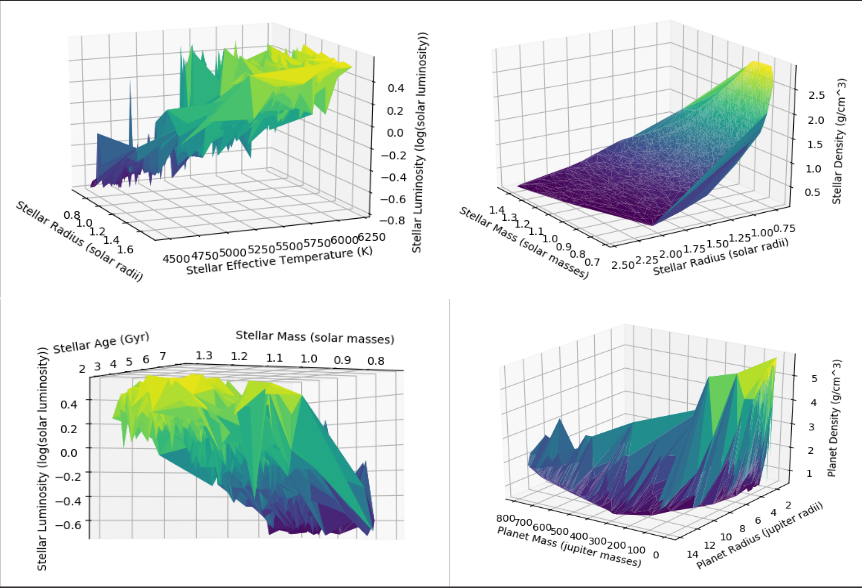 0.4
0.2
0.0
−0.2
−0.4
−0.6
−0.8
Stellar Luminosity (log(solar luminosity))
0.8
1.0
1.2
1.4
1.6
Stellar Radius (solar radii)
4500 4750 5000 5250 5500 5750 6000 6250
Stellar Effective Temperature (K)
2.5
2.0
1.5
1.0
0.5
Stellar Density (g/cm^3)
1.4
1.3
1.2
1.1
1.0
0.9
0.8
0.7
Stellar Mass (solar masses)
2.50 2.25 2.00 1.75 1.50 1.25 1.00 0.75
Stellar Radius (solar radii)
Stellar Age (Gyr)
2 3 4 5 6 7
Stellar Mass (solar masses)
1.3 1.2 1.1 1.0 0.9 0.8
0.4
0.2
0.0
−0.2
−0.4
−0.6
Stellar Luminosity (log(solar luminosity))
5
4
3
2
1
Planet Density (g/cm^3)
800 700 600 500 400 300 200 100 0
Planet Mass (jupiter masses)
14 12 10 8 6 4 2
Planet Radius (jupiter radii)